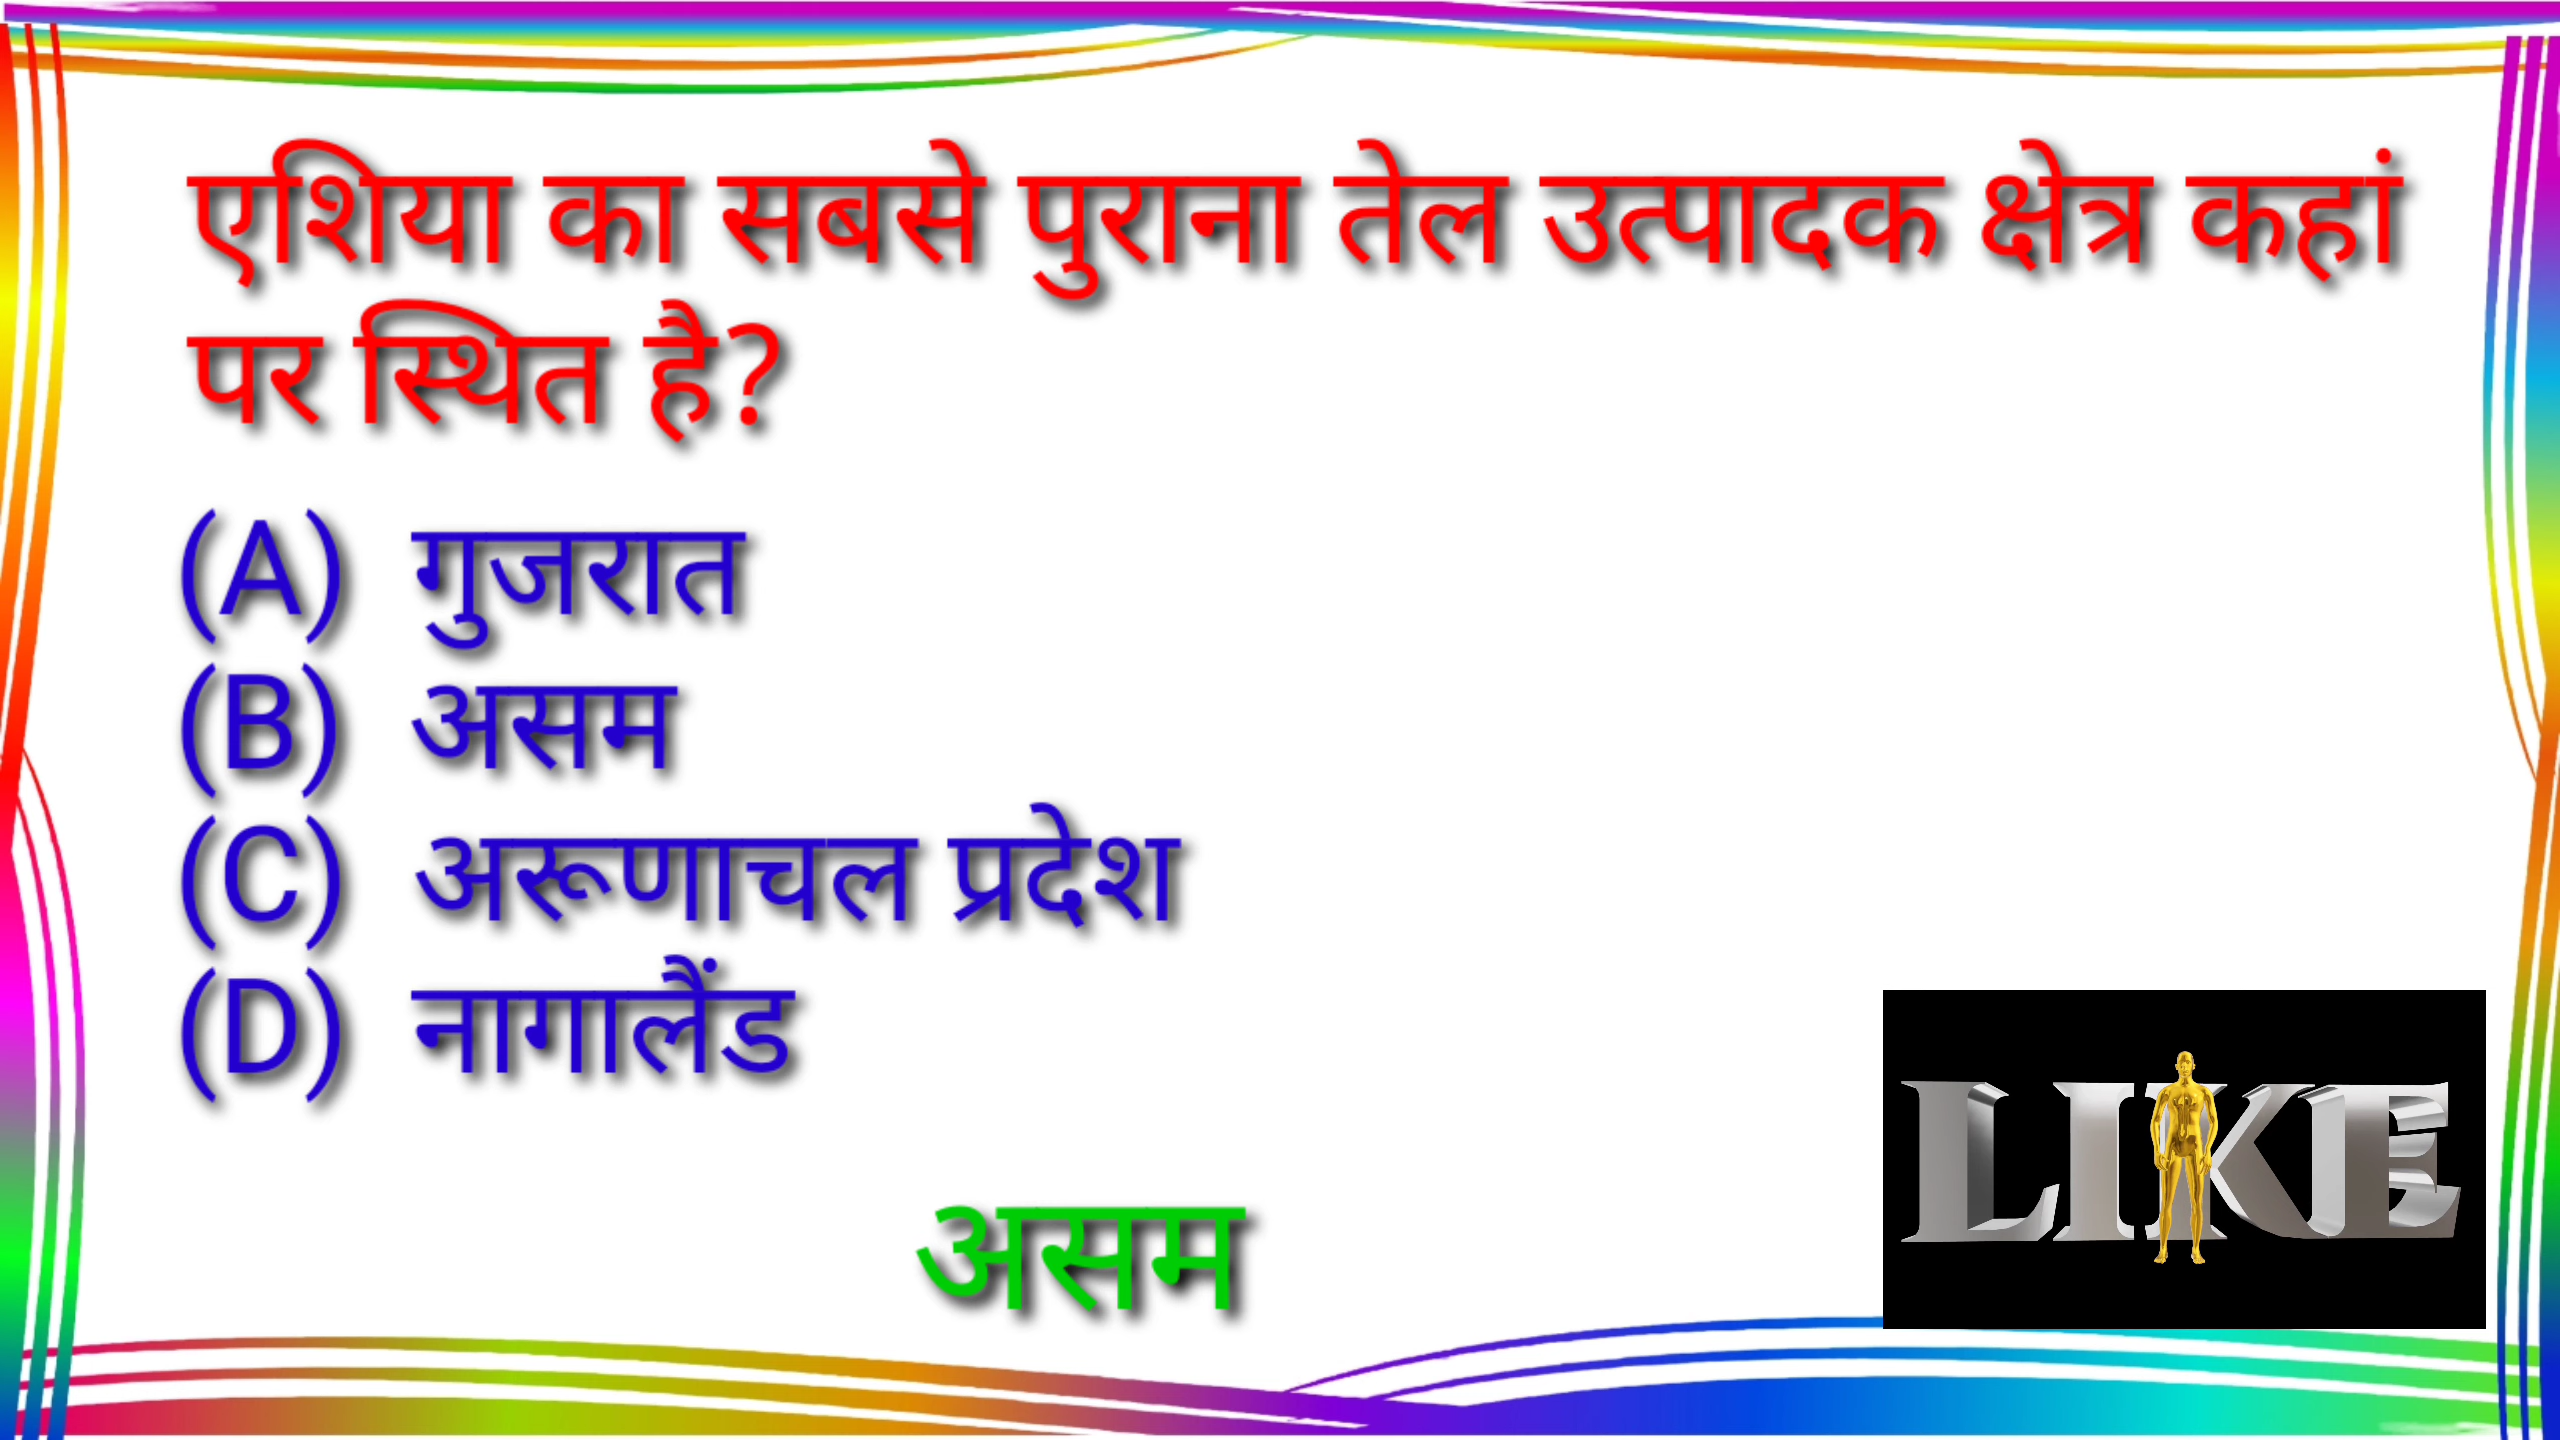 एशिया का सबसे पुराना तेल उत्पादक क्षेत्र कहां
पर स्थित है?
(A) गुजरात
(B) असम
(C) अरूणाचल प्रदेश
(D) नागालैंड
असम
LIKE